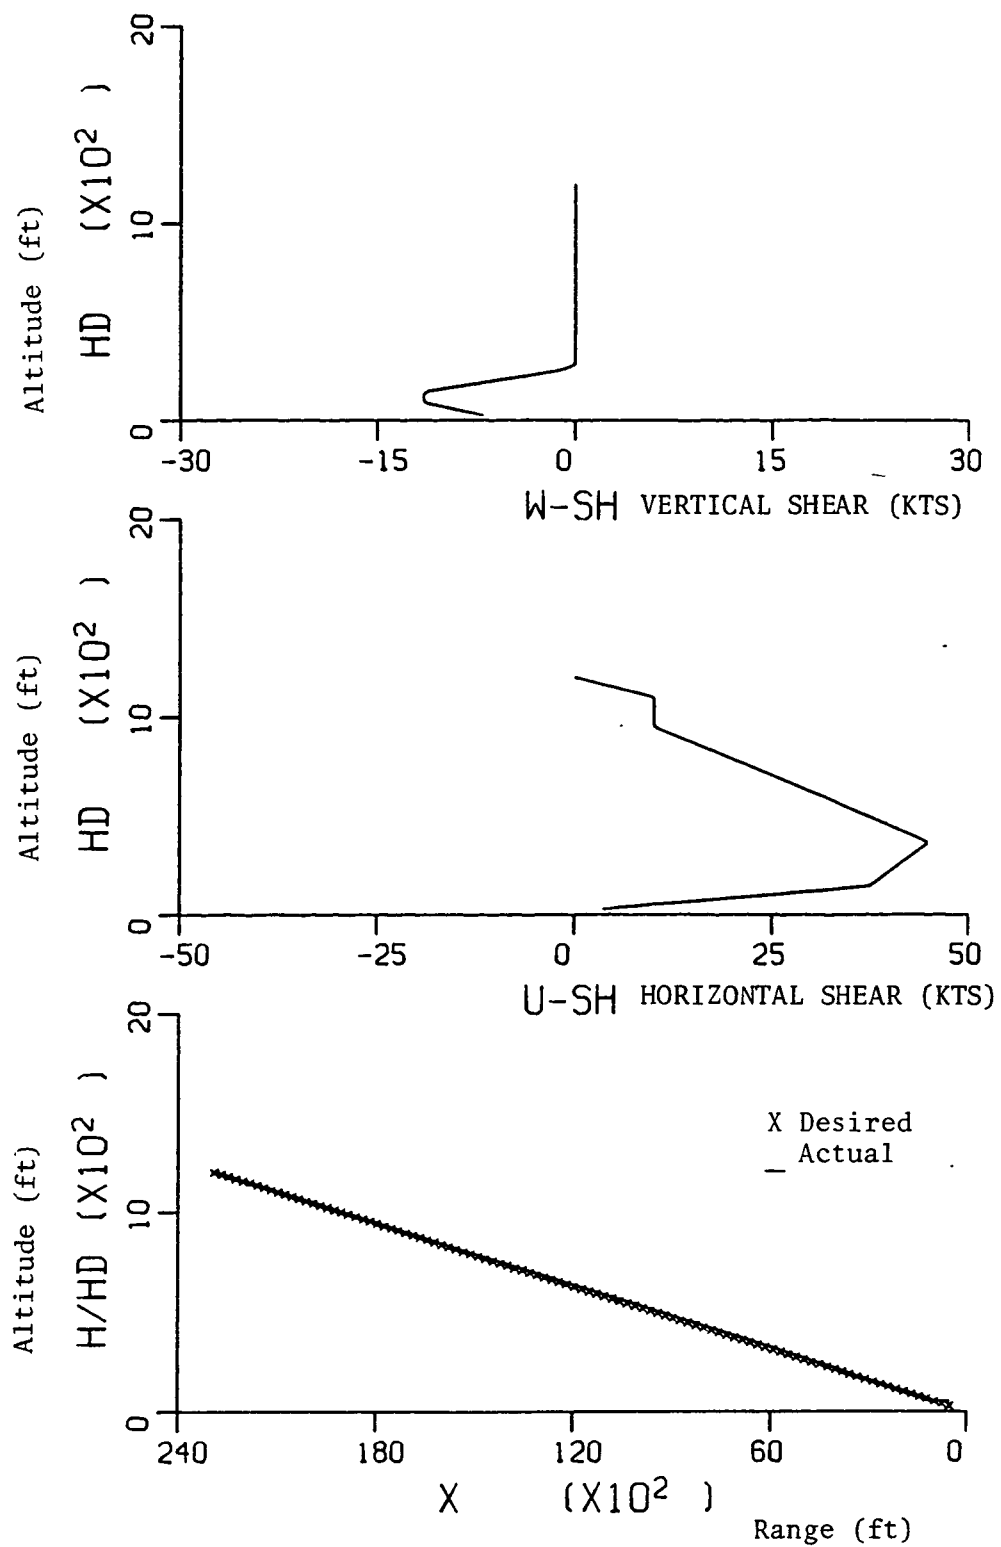 20
10
0
Altitude (ft)
HD (X10²)
-30 -15 0 15 30
W-SH VERTICAL SHEAR (KTS)
20
10
0
Altitude (ft)
HD (X10²)
-50 -25 0 25 50
U-SH HORIZONTAL SHEAR (KTS)
20
10
0
Altitude (ft)
H/HD (X10²)
X Desired
_ Actual
240 180 120 60 0
X (X10²)
Range (ft)